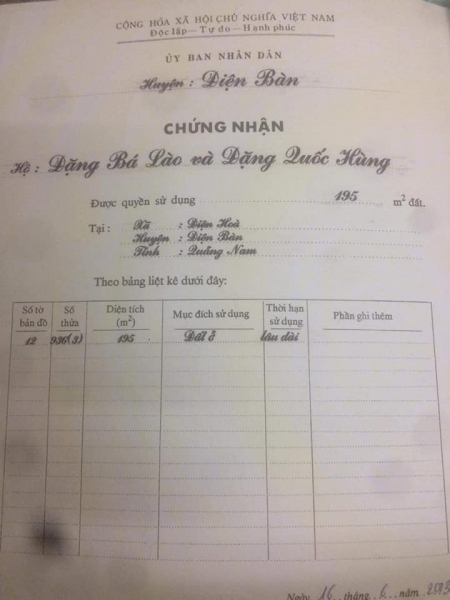 CỘNG HÒA XÃ HỘI CHỦ NGHĨA VIỆT NAM
Độc lập — Tự do — Hạnh phúc
ỦY BAN NHÂN DÂN
Huyện : Điện Bàn
CHỨNG NHẬN
Hộ : Đặng Bá Lào và Đặng Quốc Hùng
Được quyền sử dụng 195 m² đất.
Tại : Xã : Điện Hoà
Huyện : Điện Bàn
Tỉnh : Quảng Nam
Theo bảng liệt kê dưới đây:
Số tờ bản đồ Số thửa Diện tích (m²) Mục đích sử dụng Thời hạn sử dụng Phần ghi thêm
12 936(3) 195 Đất ở lâu dài
Ngày 16 tháng 6 năm 2003